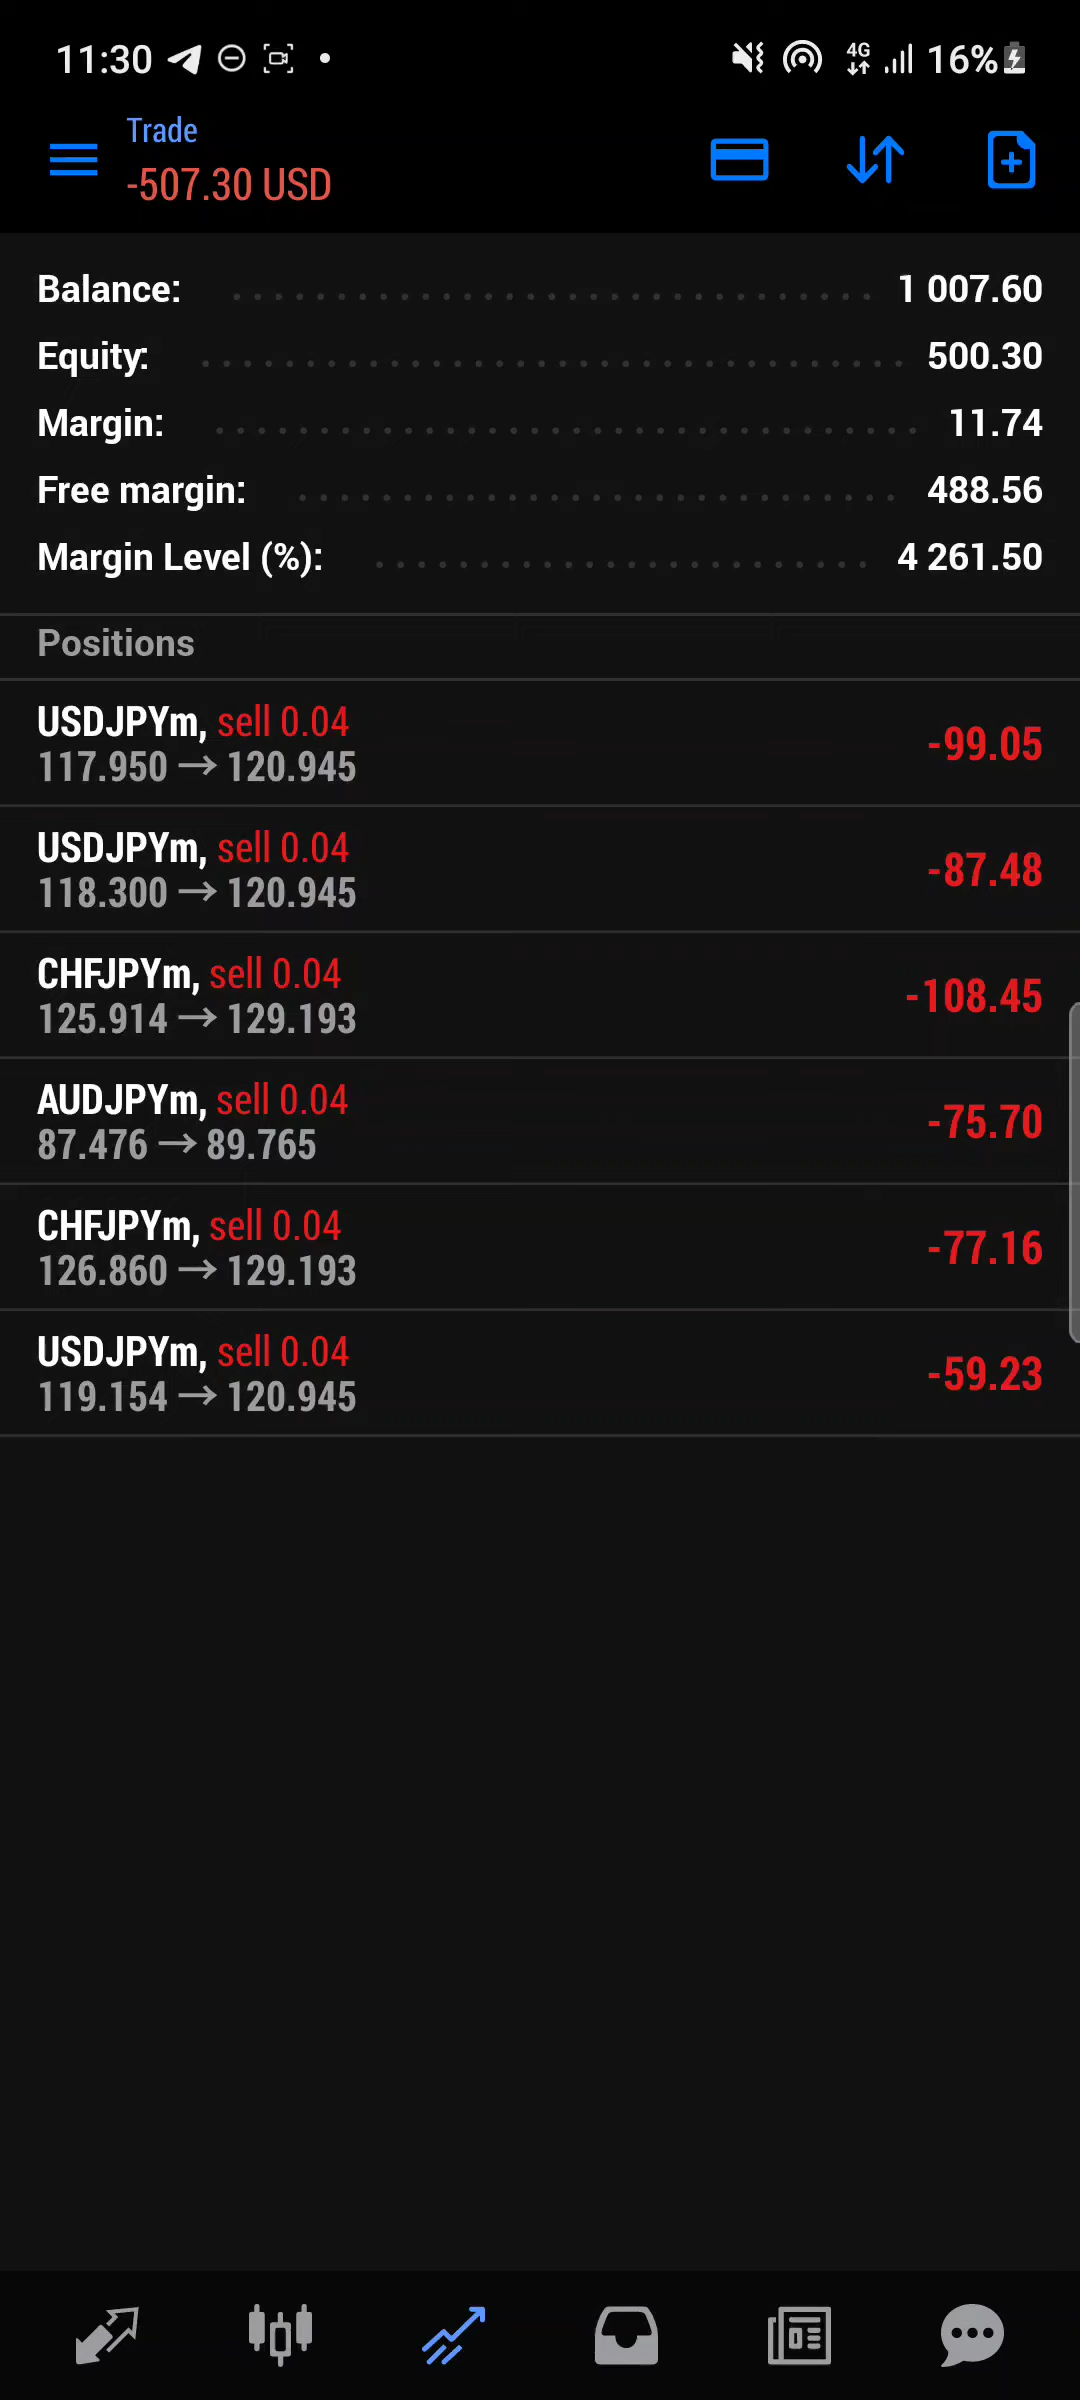 11:30 4G 16%
Trade
-507.30 USD
Balance: 1 007.60
Equity: 500.30
Margin: 11.74
Free margin: 488.56
Margin Level (%): 4 261.50
Positions
USDJPYm, sell 0.04
117.950 → 120.945 -99.05
USDJPYm, sell 0.04
118.300 → 120.945 -87.48
CHFJPYm, sell 0.04
125.914 → 129.193 -108.45
AUDJPYm, sell 0.04
87.476 → 89.765 -75.70
CHFJPYm, sell 0.04
126.860 → 129.193 -77.16
USDJPYm, sell 0.04
119.154 → 120.945 -59.23